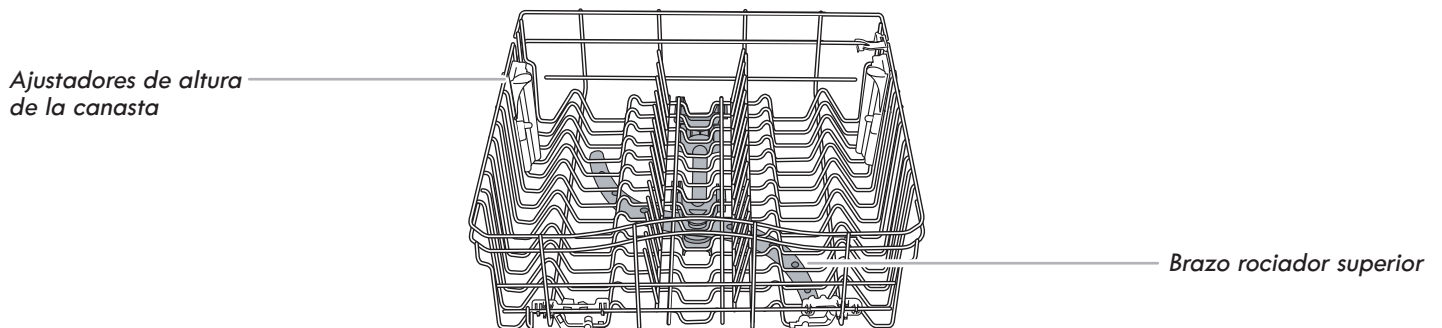 Ajustadores de altura
de la canasta
Brazo rociador superior